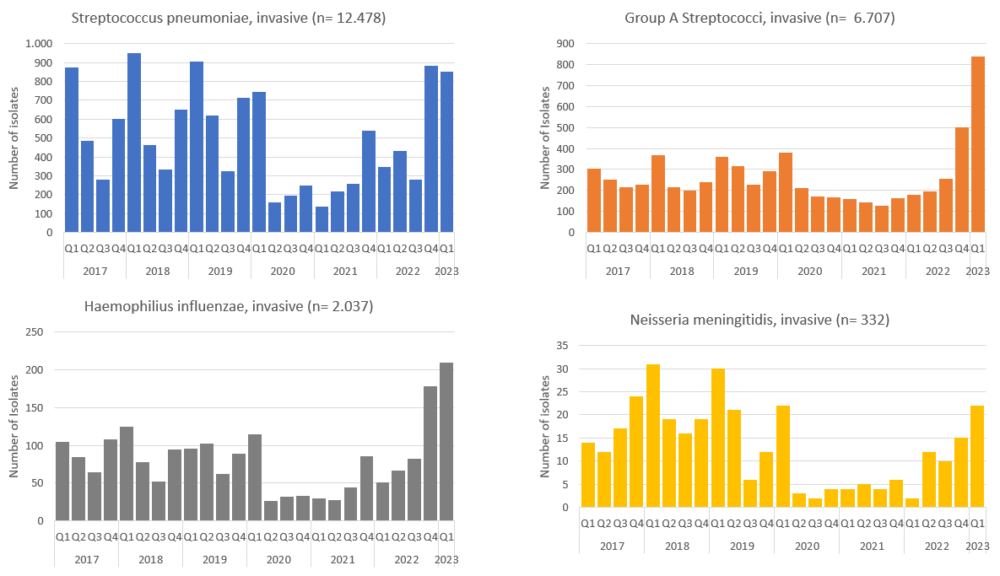 Streptococcus pneumoniae, invasive (n= 12.478)
Number of isolates
1.000
900
800
700
600
500
400
300
200
100
0
Q1 Q2 Q3 Q4 Q1 Q2 Q3 Q4 Q1 Q2 Q3 Q4 Q1 Q2 Q3 Q4 Q1 Q2 Q3 Q4 Q1 Q2 Q3 Q4 Q1
2017 2018 2019 2020 2021 2022 2023
Group A Streptococci, invasive (n=  6.707)
Number of Isolates
900
800
700
600
500
400
300
200
100
0
Q1 Q2 Q3 Q4 Q1 Q2 Q3 Q4 Q1 Q2 Q3 Q4 Q1 Q2 Q3 Q4 Q1 Q2 Q3 Q4 Q1 Q2 Q3 Q4 Q1
2017 2018 2019 2020 2021 2022 2023
Haemophilius influenzae, invasive (n= 2.037)
Number of Isolates
250
200
150
100
50
0
Q1 Q2 Q3 Q4 Q1 Q2 Q3 Q4 Q1 Q2 Q3 Q4 Q1 Q2 Q3 Q4 Q1 Q2 Q3 Q4 Q1 Q2 Q3 Q4 Q1
2017 2018 2019 2020 2021 2022 2023
Neisseria meningitidis, invasive (n= 332)
Number of isolates
35
30
25
20
15
10
5
0
Q1 Q2 Q3 Q4 Q1 Q2 Q3 Q4 Q1 Q2 Q3 Q4 Q1 Q2 Q3 Q4 Q1 Q2 Q3 Q4 Q1 Q2 Q3 Q4 Q1
2017 2018 2019 2020 2021 2022 2023